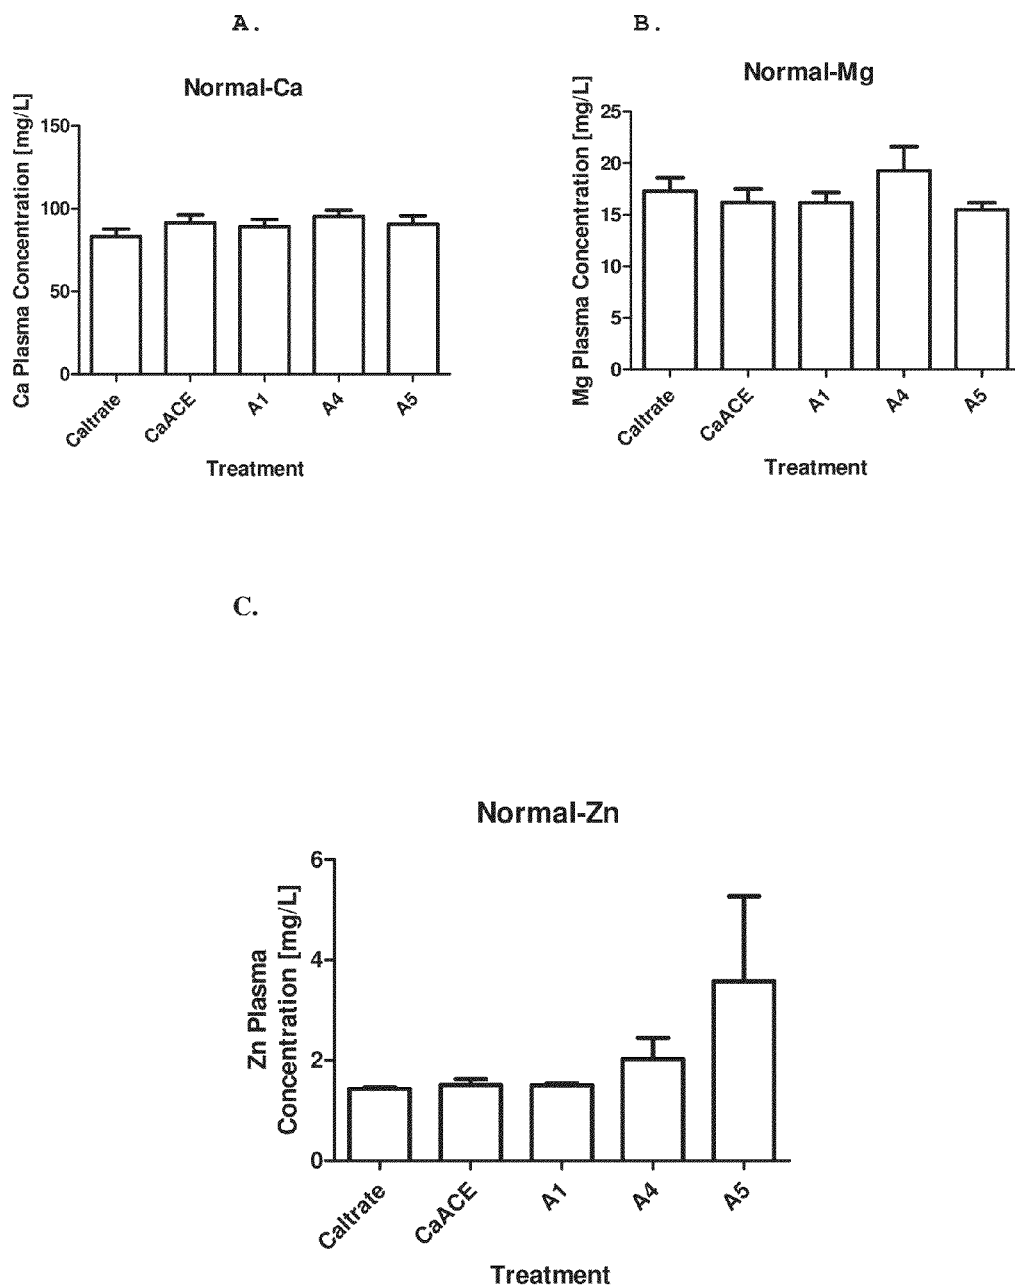 A.
Normal-Ca
Ca Plasma Concentration [mg/L]
150
100
50
0
Caltrate
CaACE
A1
A4
A5
Treatment
B.
Normal-Mg
Mg Plasma Concentration [mg/L]
25
20
15
10
5
0
Caltrate
CaACE
A1
A4
A5
Treatment
C.
Normal-Zn
Zn Plasma
Concentration [mg/L]
6
4
2
0
Caltrate
CaACE
A1
A4
A5
Treatment